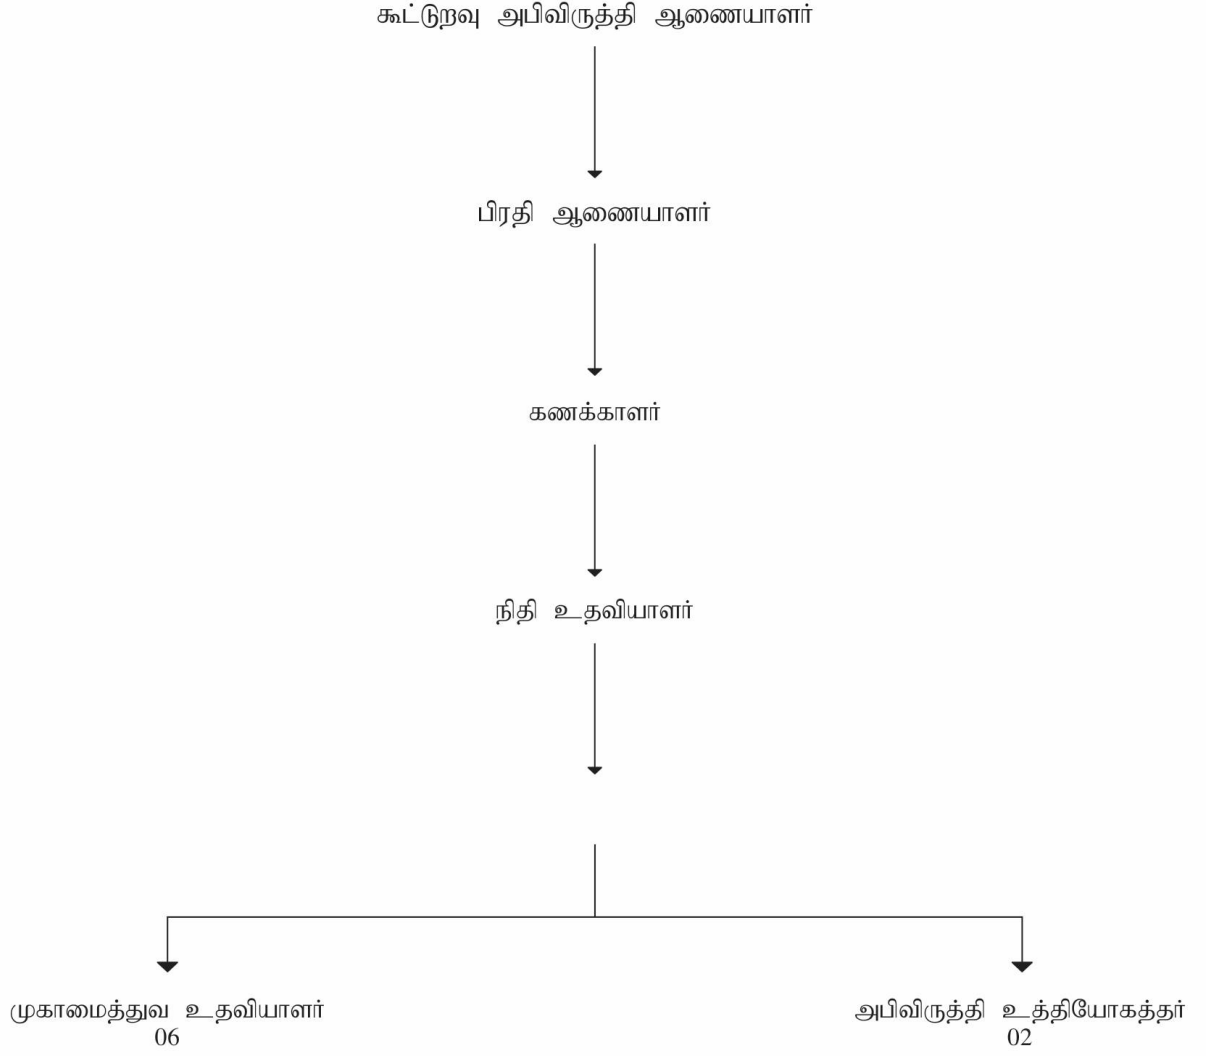 கூட்டுறவு அபிவிருத்தி ஆணையாளர்
பிரதி ஆணையாளர்
கணக்காளர்
நிதி உதவியாளர்
முகாமைத்துவ உதவியாளர்
06
அபிவிருத்தி உத்தியோகத்தர்
02